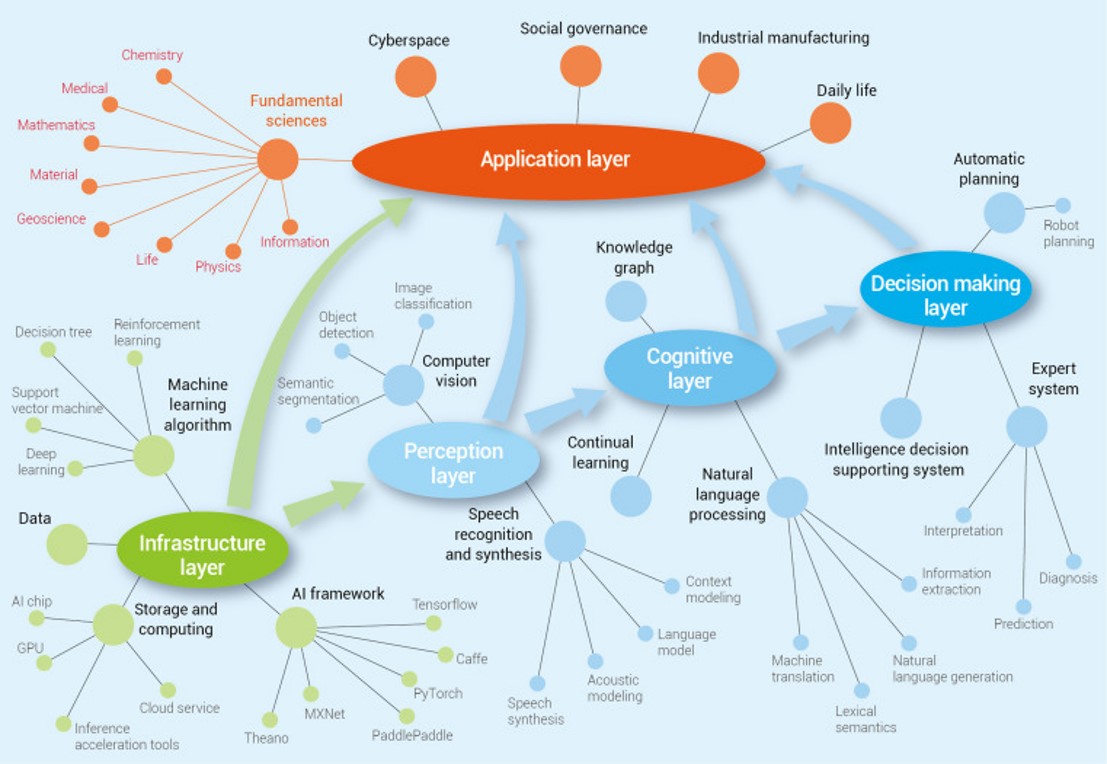 Cyberspace
Social governance
Industrial manufacturing
Daily life
Chemistry
Medical
Mathematics
Material
Geoscience
Life
Physics
Information
Fundamental
sciences
Application layer
Automatic
planning
Robot
planning
Decision making
layer
Knowledge
graph
Cognitive
layer
Continual
learning
Natural
language
processing
Intelligence decision
supporting system
Expert
system
Interpretation
Prediction
Diagnosis
Image
classification
Object
detection
Semantic
segmentation
Computer
vision
Perception
layer
Speech
recognition
and synthesis
Context
modeling
Language
model
Acoustic
modeling
Speech
synthesis
Information
extraction
Natural
language generation
Lexical
semantics
Machine
translation
Decision tree
Reinforcement
learning
Support
vector machine
Deep
learning
Machine
learning
algorithm
Data
Infrastructure
layer
Storage and
computing
AI chip
GPU
Inference
acceleration tools
Cloud service
AI framework
Tensorflow
Caffe
PyTorch
PaddlePaddle
MXNet
Theano